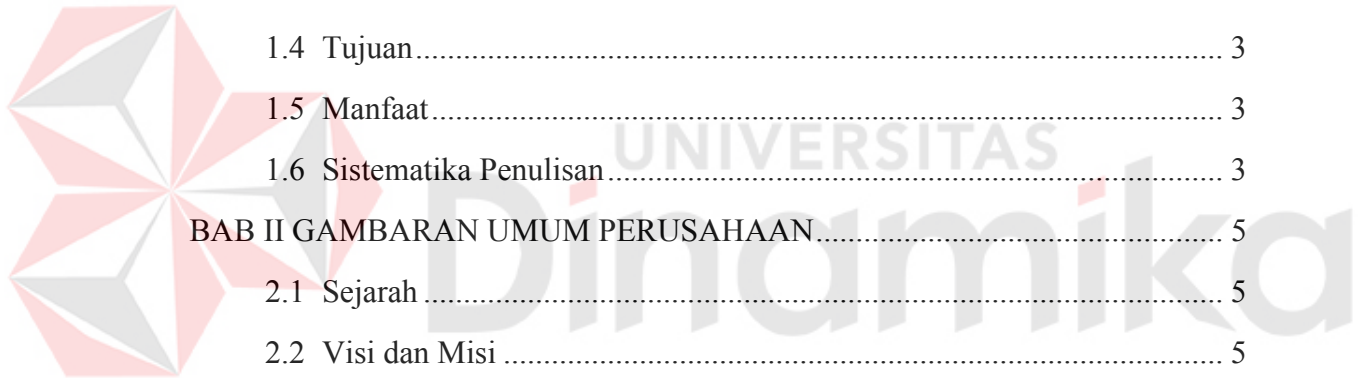 1.4 Tujuan........................................................................................................ 3
1.5 Manfaat...................................................................................................... 3
UNIVERSITAS
1.6 Sistematika Penulisan ............................................................................... 3
Dinamika
BAB II GAMBARAN UMUM PERUSAHAAN.................................................... 5
2.1 Sejarah ....................................................................................................... 5
2.2 Visi dan Misi ............................................................................................. 5